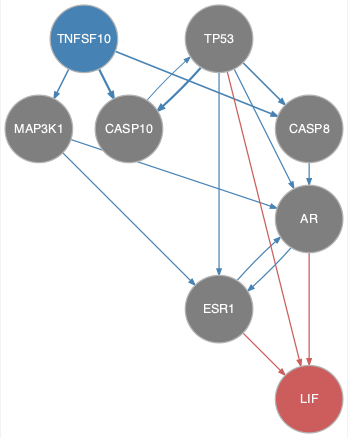 TNFSF10
TP53
MAP3K1
CASP10
CASP8
AR
ESR1
LIF